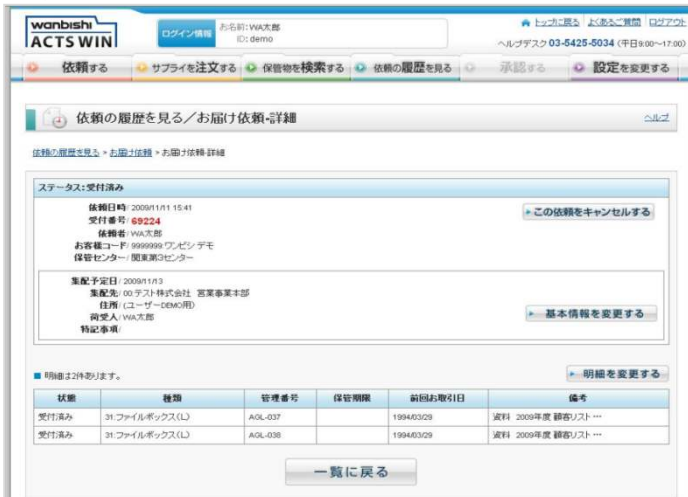 wanbishi
ACTS WIN
ログイン情報
お名前:WA太郎
ID:demo
トップに戻る よくあるご質問 ログアウト
ヘルプデスク 03-5425-5034 (平日9:00~17:00)
依頼する サプライを注文する 保管物を検索する 依頼の履歴を見る 承認する 設定を変更する
依頼の履歴を見る/お届け依頼-詳細
ヘルプ
依頼の履歴を見る > お届け依頼 > お届け依頼-詳細
ステータス:受付済み
依頼日時/ 2009/11/11 15:41
受付番号/ 69224
依頼者/ WA太郎
お客様コード/ 9999999:ワンビシ デモ
保管センター/ 関東第3センター
この依頼をキャンセルする
集配予定日/ 2009/11/13
集配先/ 00:テスト株式会社 営業事業本部
住所/ (ユーザーDEMO用)
荷受人/ WA太郎
特記事項/
基本情報を変更する
明細は2件あります。
明細を変更する
状態 種類 管理番号 保管期限 前回お取引日 備考
受付済み 31:ファイルボックス(L) AGL-037 1994/03/29 資料 2009年度 顧客リスト …
受付済み 31:ファイルボックス(L) AGL-038 1994/03/29 資料 2009年度 顧客リスト …
一覧に戻る